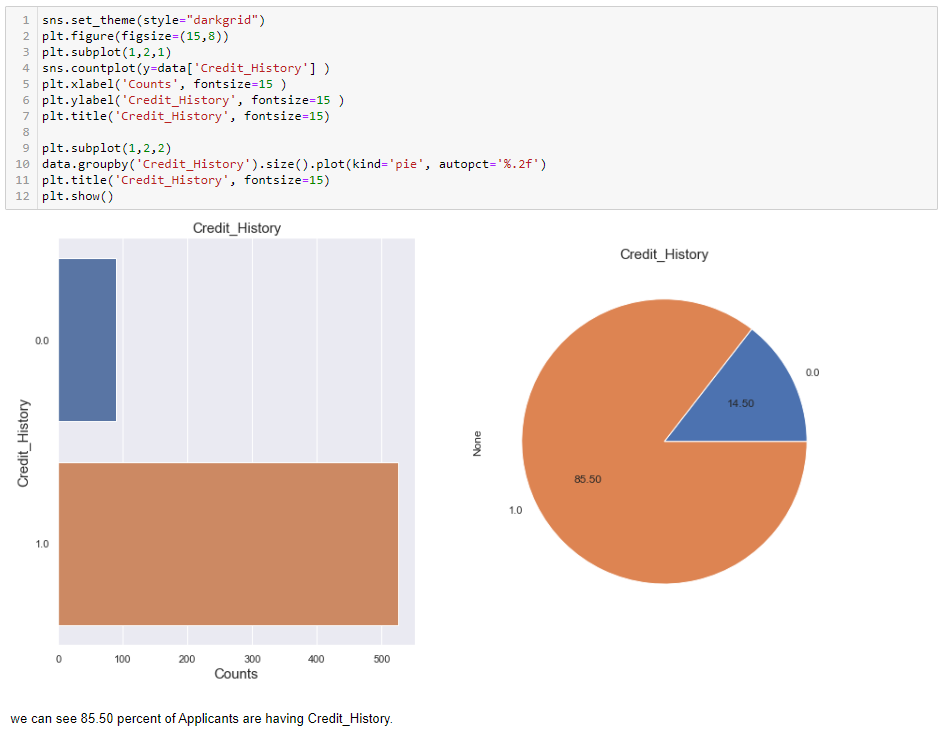 1 sns.set_theme(style="darkgrid")
2 plt.figure(figsize=(15,8))
3 plt.subplot(1,2,1)
4 sns.countplot(y=data['Credit_History'] )
5 plt.xlabel('Counts', fontsize=15 )
6 plt.ylabel('Credit_History', fontsize=15 )
7 plt.title('Credit_History', fontsize=15)
8
9 plt.subplot(1,2,2)
10 data.groupby('Credit_History').size().plot(kind='pie', autopct='%.2f')
11 plt.title('Credit_History', fontsize=15)
12 plt.show()
Credit_History
0.0
1.0
Credit_History
0 100 200 300 400 500
Counts
Credit_History
0.0
14.50
None
85.50
1.0
we can see 85.50 percent of Applicants are having Credit_History.